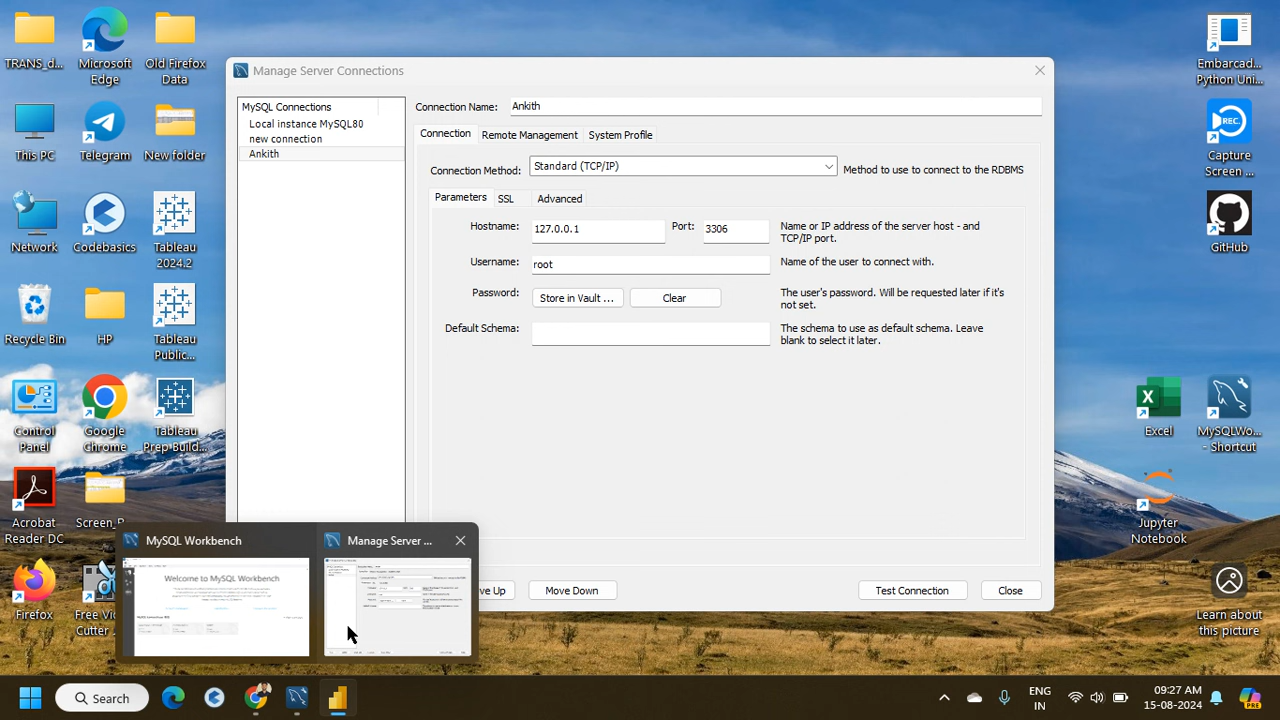 TRANS_d...
Microsoft
Edge
Old Firefox
Data
This PC
Telegram
New folder
Network
Codebasics
Tableau
2024.2
Recycle Bin
HP
Tableau
Public...
Control
Panel
Google
Chrome
Tableau
Prep Build...
Acrobat
Reader DC
Firefox
Manage Server Connections
MySQL Connections
Local instance MySQL80
new connection
Ankith
Connection Name:
Ankith
Connection
Remote Management
System Profile
Connection Method:
Standard (TCP/IP)
Method to use to connect to the RDBMS
Parameters
SSL
Advanced
Hostname:
127.0.0.1
Port:
3306
Name or IP address of the server host - and
TCP/IP port.
Username:
root
Name of the user to connect with.
Password:
Store in Vault ...
Clear
The user's password. Will be requested later if it's
not set.
Default Schema:
The schema to use as default schema. Leave
blank to select it later.
Up
Move Down
Test Connection
Close
MySQL Workbench
Manage Server ...
Welcome to MySQL Workbench
Embarcad...
Python Uni...
REC.
Capture
Screen ...
GitHub
Excel
MySQLWo...
- Shortcut
Jupyter
Notebook
Learn about
this picture
Search
ENG
IN
09:27 AM
15-08-2024
PRE